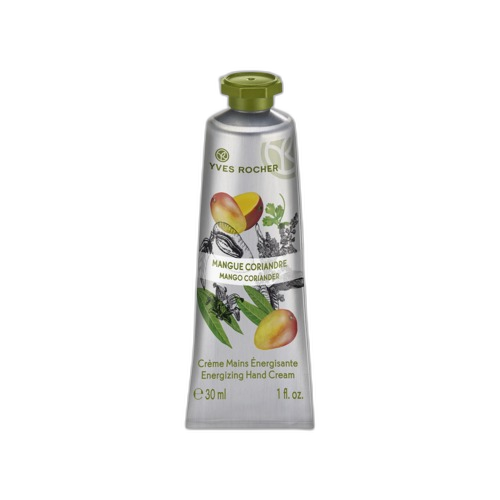 YVES ROCHER
MANGUE CORIANDRE
MANGO CORIANDER
Crème Mains Énergisante
Energizing Hand Cream
℮ 30 ml 1 fl. oz.